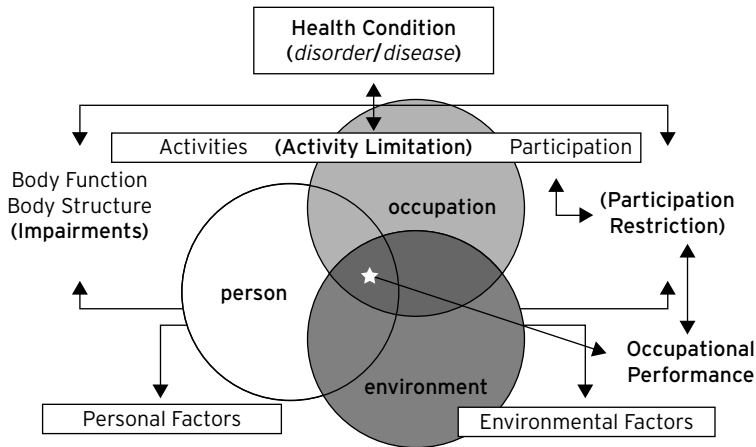 Health Condition
(disorder/disease)
Activities (Activity Limitation) Participation
Body Function
Body Structure
(Impairments)
occupation
(Participation
Restriction)
person
environment
Occupational
Performance
Personal Factors
Environmental Factors